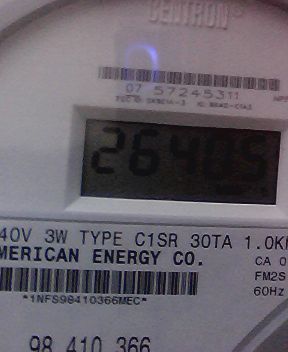 CENTRON®
07 57245311
26405
40V 3W TYPE C1SR 30TA 1.0K
MERICAN ENERGY CO.
CA 0
FM2S
60Hz
*1NFS98410366MEC*
98 410 366